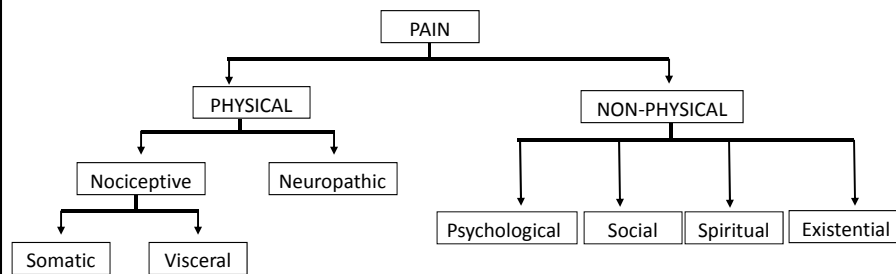 PAIN
PHYSICAL
NON-PHYSICAL
Nociceptive
Neuropathic
Psychological
Social
Spiritual
Existential
Somatic
Visceral